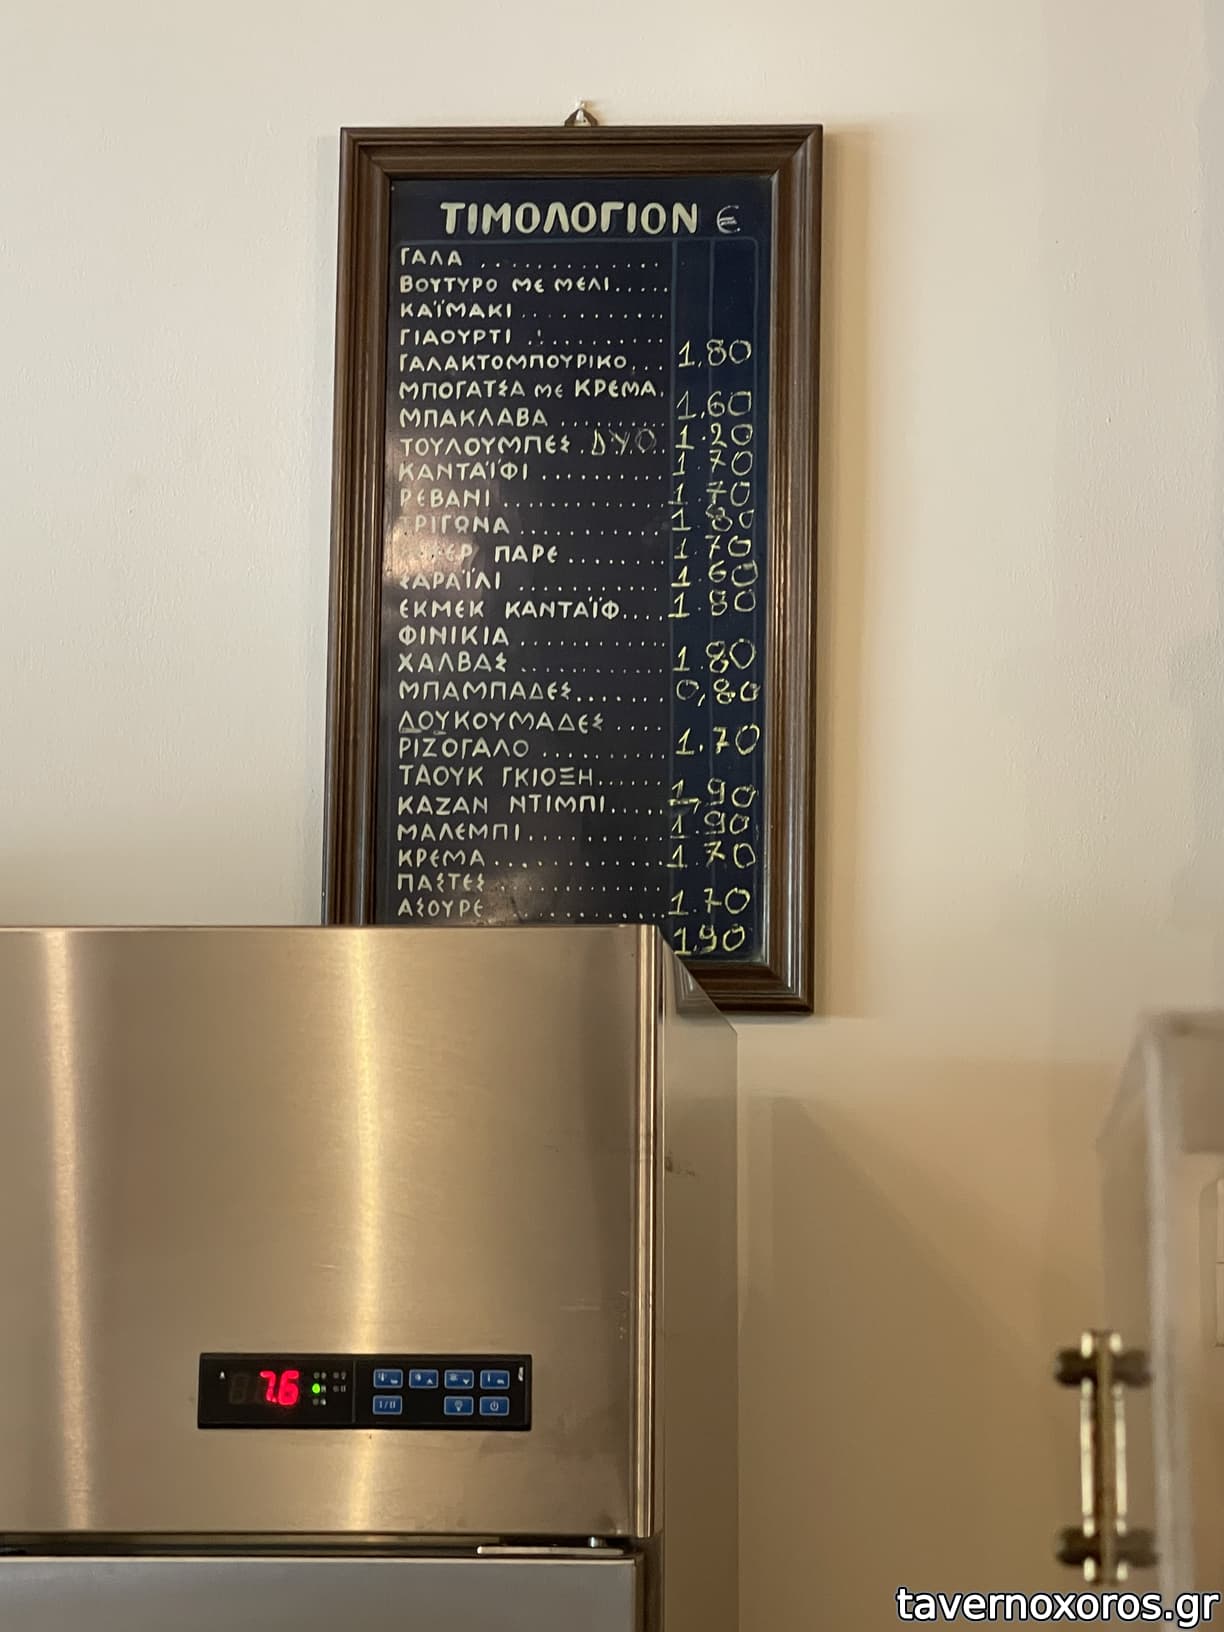 ΤΙΜΟΛΟΓΙΟΝ €
ΓΑΛΑ ............
ΒΟΥΤΥΡΟ ΜΕ ΜΕΛΙ.....
ΚΑΪΜΑΚΙ...........
ΓΙΑΟΥΡΤΙ ..........
ΓΑΛΑΚΤΟΜΠΟΥΡΙΚΟ... 1,80
ΜΠΟΓΑΤΣΑ ΜΕ ΚΡΕΜΑ.
ΜΠΑΚΛΑΒΑ ......... 1,60
ΤΟΥΛΟΥΜΠΕΣ.ΔΥΟ.. 1.20
ΚΑΝΤΑΪΦΙ .......... 1.70
ΡΕΒΑΝΙ ............ 1.70
ΤΡΙΓΩΝΑ ........... 1.80
ΠΑΡΕ ........ 1.70
ΣΑΡΑΪΛΙ ........... 1.60
ΕΚΜΕΚ ΚΑΝΤΑΪΦ.... 1.80
ΦΙΝΙΚΙΑ ...........
ΧΑΛΒΑΣ ........... 1.80
ΜΠΑΜΠΑΔΕΣ....... 0,80
ΛΟΥΚΟΥΜΑΔΕΣ ....
ΡΙΖΟΓΑΛΟ .......... 1.70
ΤΑΟΥΚ ΓΚΙΟΞΗ......
ΚΑΖΑΝ ΝΤΙΜΠΙ..... 1,90
ΜΑΛΕΜΠΙ........... 1.90
ΚΡΕΜΑ ............. 1.70
ΠΑΣΤΕΣ ............
ΑΣΟΥΡΕ ............ 1.70
1.90
7.6
I/II
tavernoxoros.gr